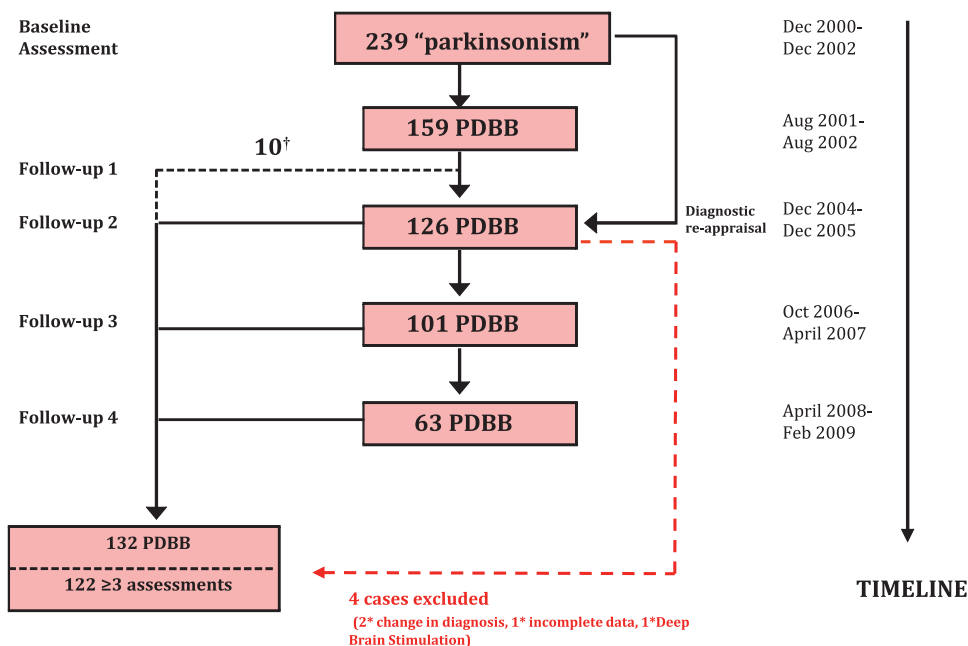 Baseline
Assessment
239 “parkinsonism”
Dec 2000-
Dec 2002
159 PDBB
Aug 2001-
Aug 2002
10†
Follow-up 1
Follow-up 2
126 PDBB
Diagnostic
re-appraisal
Dec 2004-
Dec 2005
Follow-up 3
101 PDBB
Oct 2006-
April 2007
Follow-up 4
63 PDBB
April 2008-
Feb 2009
132 PDBB
122 ≥3 assessments
4 cases excluded
(2* change in diagnosis, 1* incomplete data, 1*Deep
Brain Stimulation)
TIMELINE